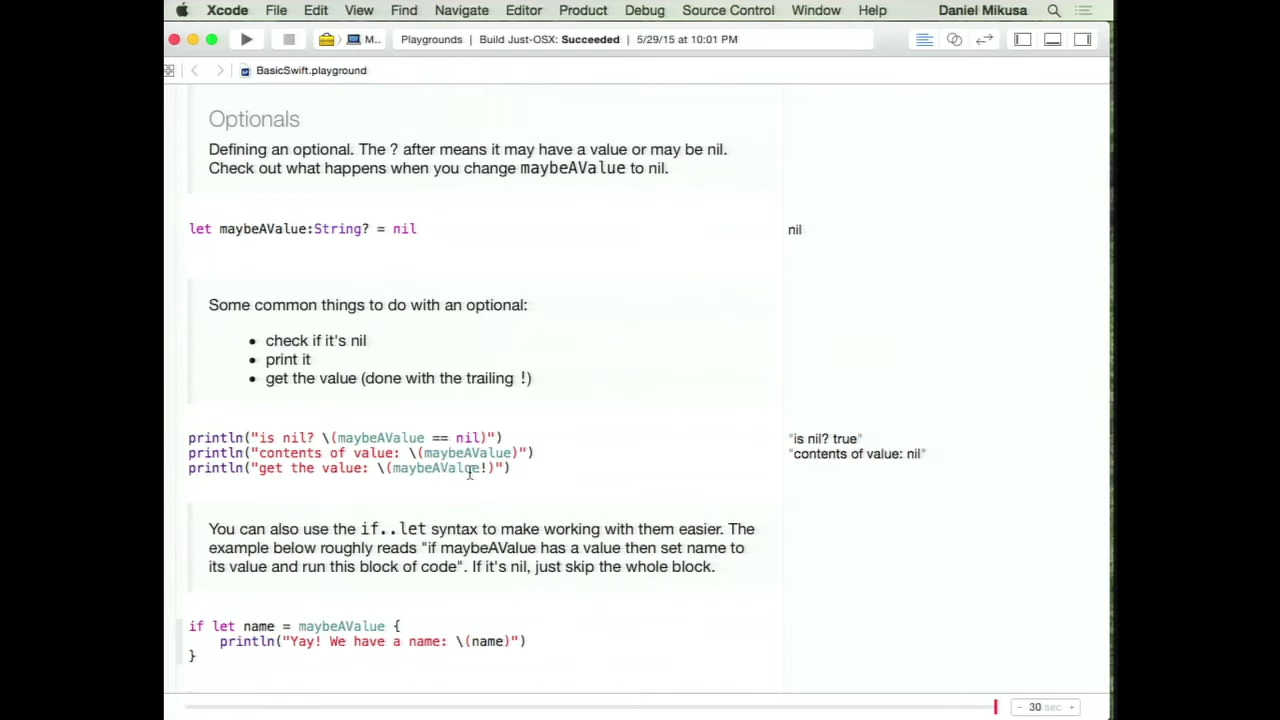 Xcode File Edit View Find Navigate Editor Product Debug Source Control Window Help Daniel Mikusa
M.. Playgrounds | Build Just-OSX: Succeeded | 5/29/15 at 10:01 PM
BasicSwift.playground
Optionals
Defining an optional. The ? after means it may have a value or may be nil.
Check out what happens when you change maybeAValue to nil.
let maybeAValue:String? = nil
nil
Some common things to do with an optional:
• check if it's nil
• print it
• get the value (done with the trailing !)
println("is nil? \(maybeAValue == nil)")
"is nil? true"
println("contents of value: \(maybeAValue)")
"contents of value: nil"
println("get the value: \(maybeAValue!)")
You can also use the if..let syntax to make working with them easier. The
example below roughly reads "if maybeAValue has a value then set name to
its value and run this block of code". If it's nil, just skip the whole block.
if let name = maybeAValue {
println("Yay! We have a name: \(name)")
}
− 30 sec +